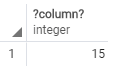 ?column?
integer
1 15